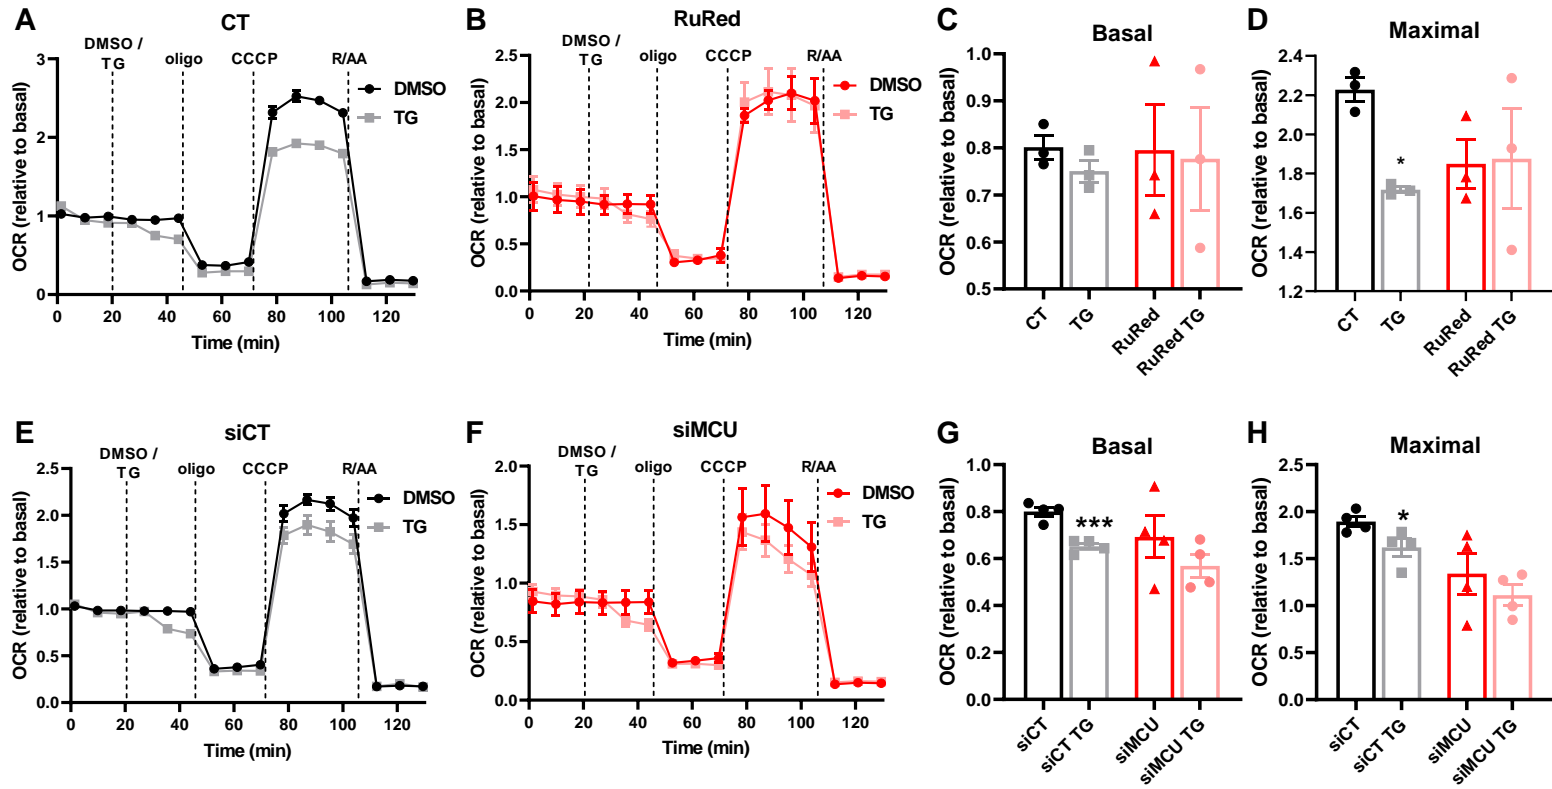 A
CT
DMSO /
TG
oligo
CCCP
R/AA
DMSO
TG
OCR (relative to basal)
3
2
1
0
0 20 40 60 80 100 120
Time (min)
B
RuRed
DMSO /
TG
oligo
CCCP
R/AA
DMSO
TG
OCR (relative to basal)
2.5
2.0
1.5
1.0
0.5
0.0
0 20 40 60 80 100 120
Time (min)
C
Basal
OCR (relative to basal)
1.0
0.9
0.8
0.7
0.6
0.5
CT
TG
RuRed
RuRed TG
D
Maximal
OCR (relative to basal)
2.4
2.2
2.0
1.8
1.6
1.4
1.2
*
CT
TG
RuRed
RuRed TG
E
siCT
DMSO /
TG
oligo
CCCP
R/AA
DMSO
TG
OCR (relative to basal)
2.5
2.0
1.5
1.0
0.5
0.0
0 20 40 60 80 100 120
Time (min)
F
siMCU
DMSO /
TG
oligo
CCCP
R/AA
DMSO
TG
OCR (relative to basal)
2.0
1.5
1.0
0.5
0.0
0 20 40 60 80 100 120
Time (min)
G
Basal
OCR (relative to basal)
1.0
0.8
0.6
0.4
0.2
0.0
***
siCT
siCT TG
siMCU
siMCU TG
H
Maximal
OCR (relative to basal)
2.5
2.0
1.5
1.0
0.5
0.0
*
siCT
siCT TG
siMCU
siMCU TG